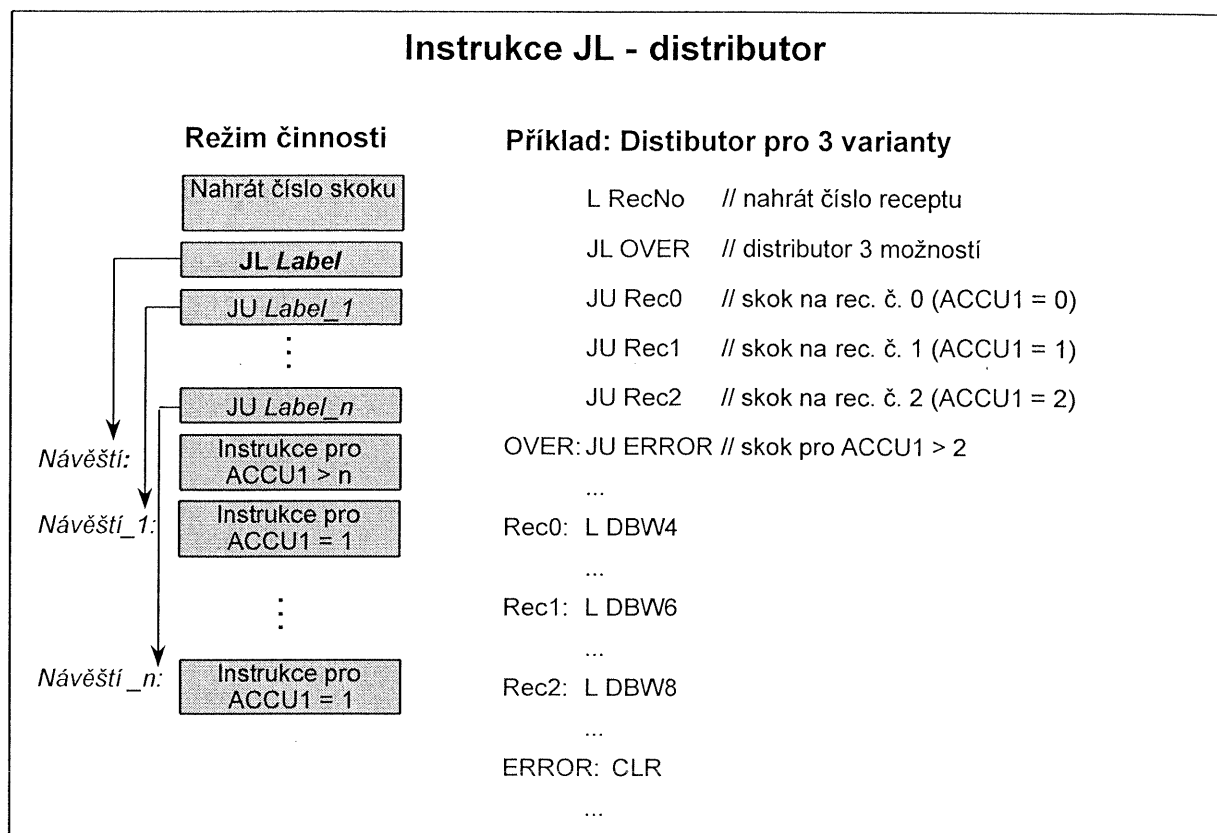 Instrukce JL - distributor
Režim činnosti
Nahrát číslo skoku
JL Label
JU Label_1
⋮
JU Label_n
Návěští:
Instrukce pro
ACCU1 > n
Návěští_1:
Instrukce pro
ACCU1 = 1
⋮
Návěští _n:
Instrukce pro
ACCU1 = 1
Příklad: Distibutor pro 3 varianty
L RecNo // nahrát číslo receptu
JL OVER // distributor 3 možností
JU Rec0 // skok na rec. č. 0 (ACCU1 = 0)
JU Rec1 // skok na rec. č. 1 (ACCU1 = 1)
JU Rec2 // skok na rec. č. 2 (ACCU1 = 2)
OVER: JU ERROR // skok pro ACCU1 > 2
...
Rec0: L DBW4
...
Rec1: L DBW6
...
Rec2: L DBW8
...
ERROR: CLR
...